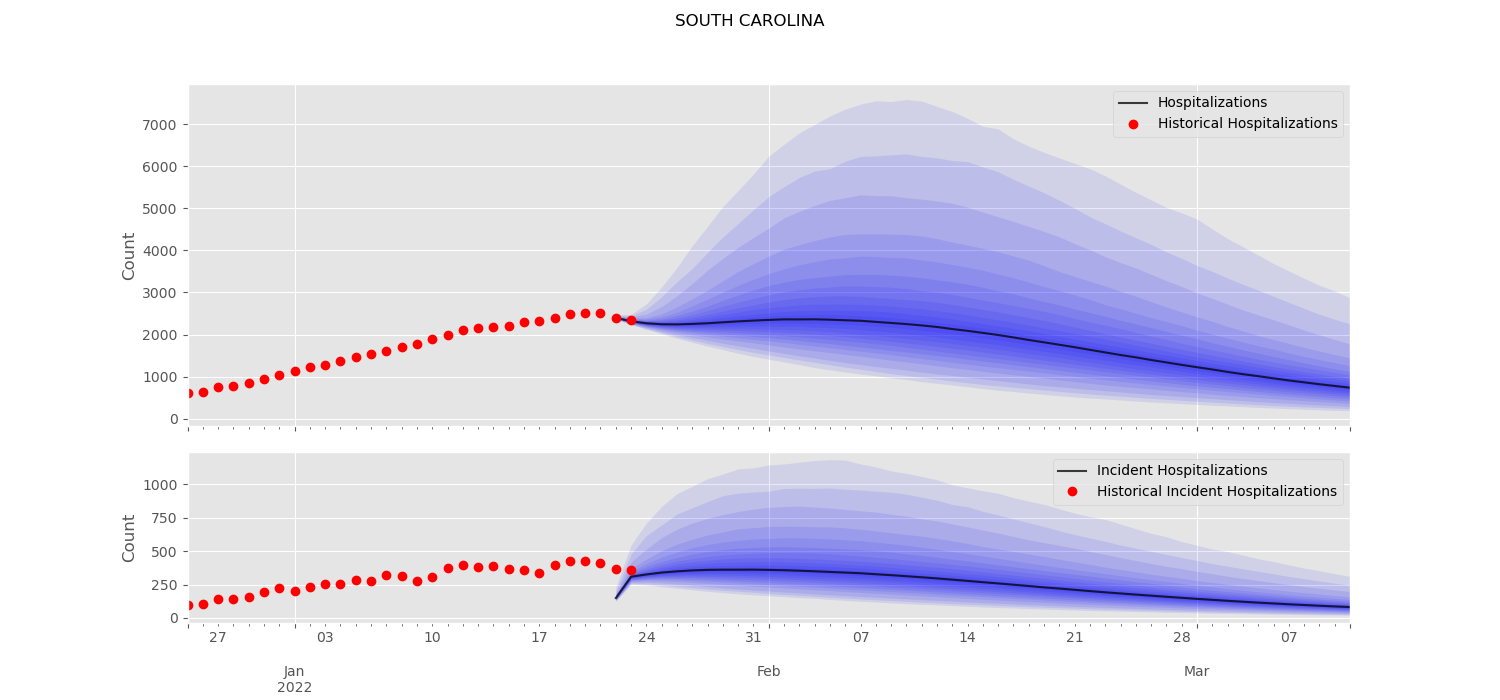 SOUTH CAROLINA
Hospitalizations
Historical Hospitalizations
Count
7000
6000
5000
4000
3000
2000
1000
0
Incident Hospitalizations
Historical Incident Hospitalizations
Count
1000
750
500
250
0
27 03 10 17 24 31 07 14 21 28 07
Jan Feb Mar
2022